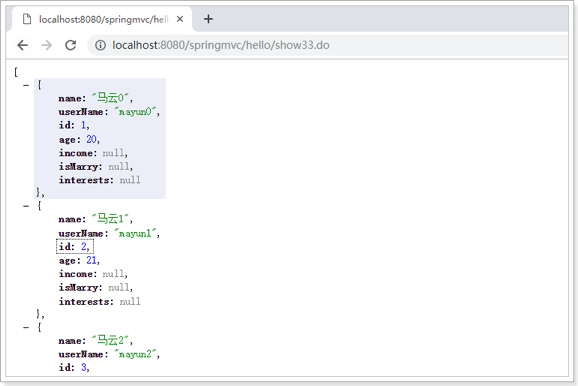 localhost:8080/springmvc/hell
localhost:8080/springmvc/hello/show33.do
[
− {
name: "马云0",
userName: "mayun0",
id: 1,
age: 20,
income: null,
isMarry: null,
interests: null
},
− {
name: "马云1",
userName: "mayun1",
id: 2,
age: 21,
income: null,
isMarry: null,
interests: null
},
− {
name: "马云2",
userName: "mayun2",
id: 3,